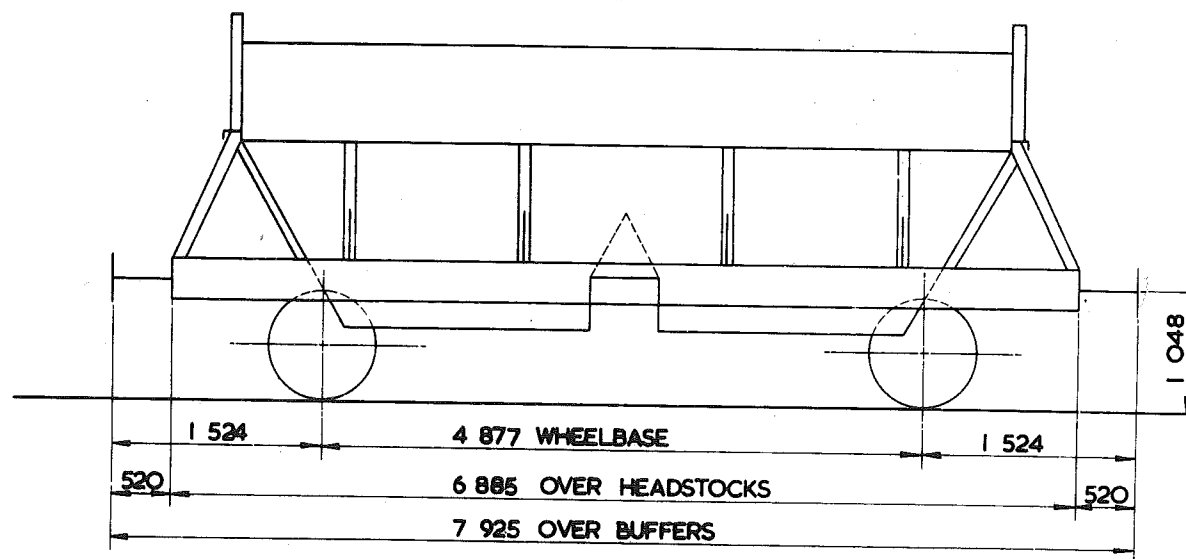 1 048
1 524 4 877 WHEELBASE 1 524
520 6 885 OVER HEADSTOCKS 520
7 925 OVER BUFFERS